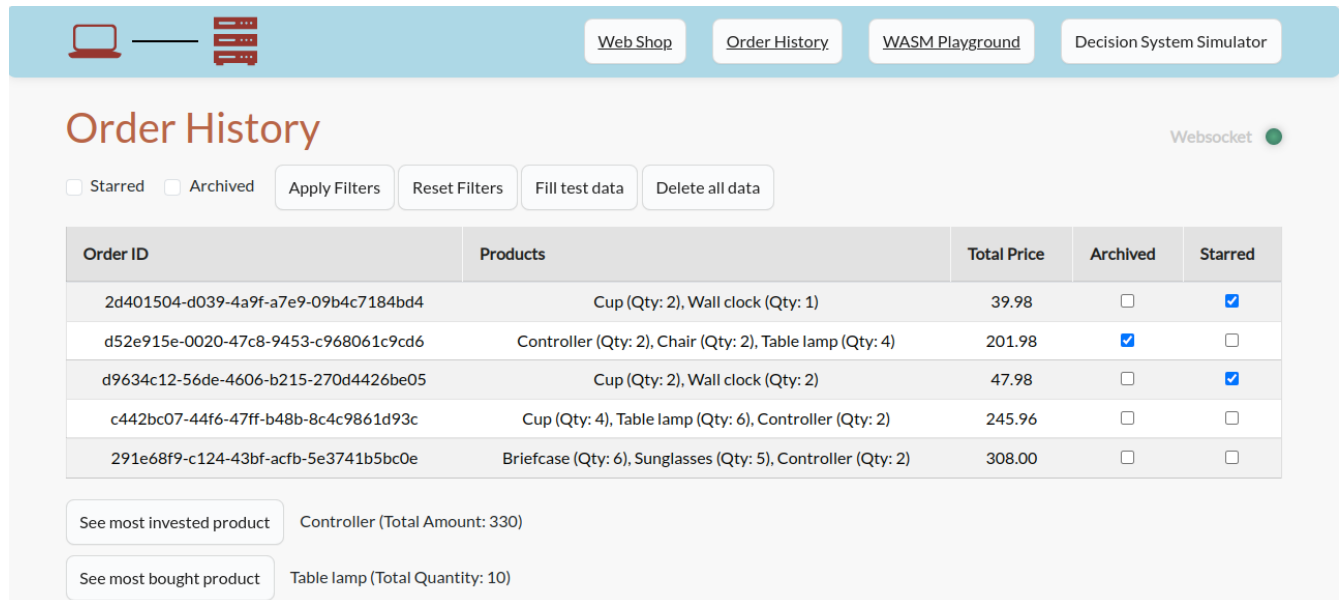 Web Shop Order History WASM Playground Decision System Simulator
Order History
Websocket
Starred Archived Apply Filters Reset Filters Fill test data Delete all data
Order ID Products Total Price Archived Starred
2d401504-d039-4a9f-a7e9-09b4c7184bd4 Cup (Qty: 2), Wall clock (Qty: 1) 39.98
d52e915e-0020-47c8-9453-c968061c9cd6 Controller (Qty: 2), Chair (Qty: 2), Table lamp (Qty: 4) 201.98
d9634c12-56de-4606-b215-270d4426be05 Cup (Qty: 2), Wall clock (Qty: 2) 47.98
c442bc07-44f6-47ff-b48b-8c4c9861d93c Cup (Qty: 4), Table lamp (Qty: 6), Controller (Qty: 2) 245.96
291e68f9-c124-43bf-acfb-5e3741b5bc0e Briefcase (Qty: 6), Sunglasses (Qty: 5), Controller (Qty: 2) 308.00
See most invested product Controller (Total Amount: 330)
See most bought product Table lamp (Total Quantity: 10)